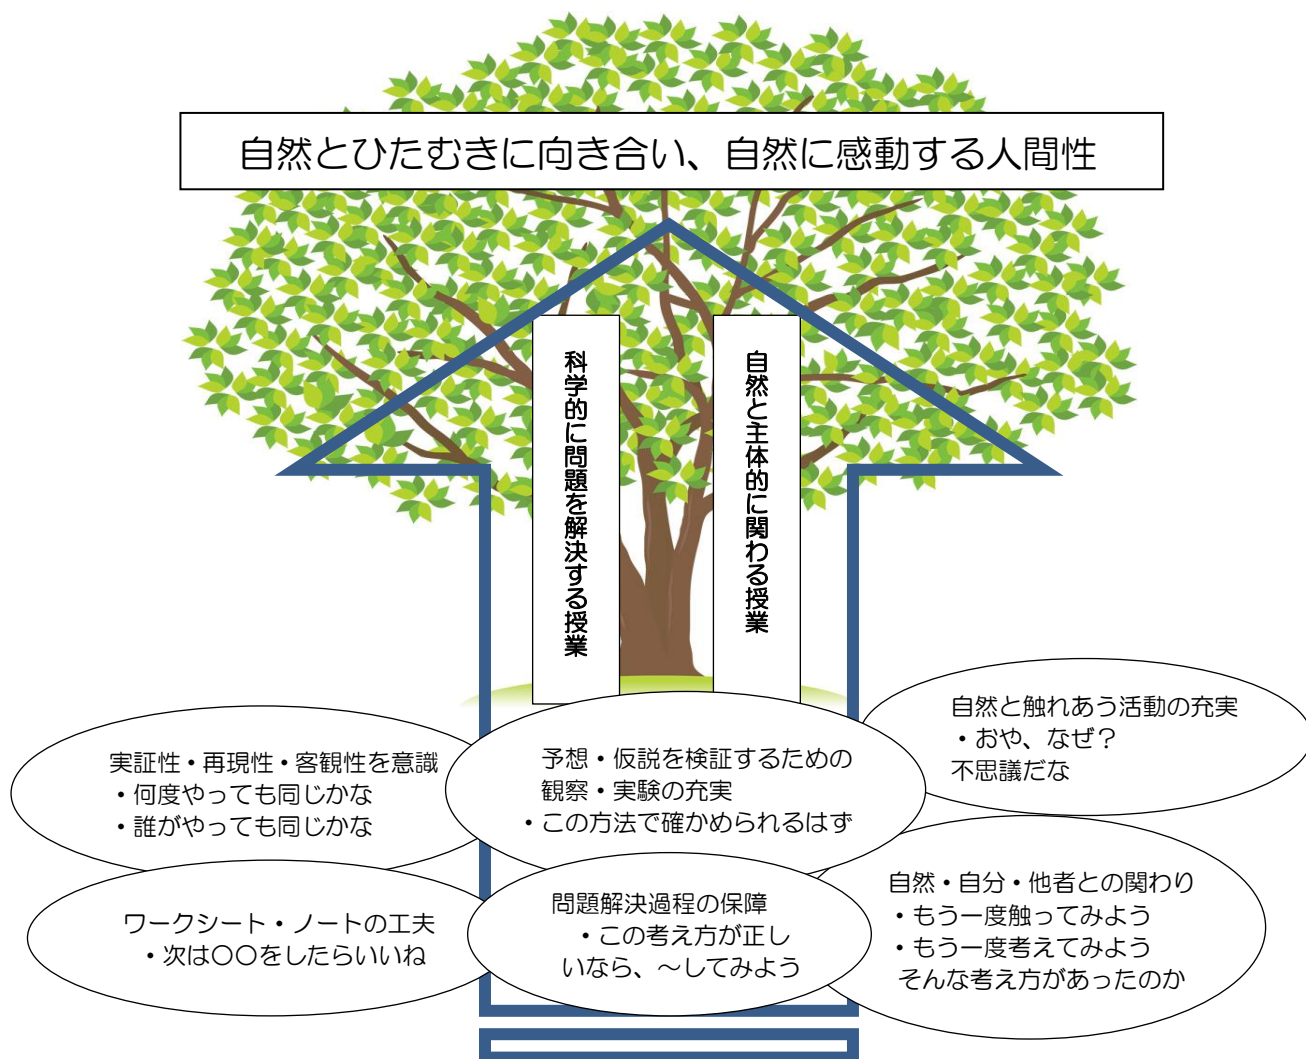 自然とひたむきに向き合い、自然に感動する人間性
科学的に問題を解決する授業
自然と主体的に関わる授業
実証性・再現性・客観性を意識
・何度やっても同じかな
・誰がやっても同じかな
予想・仮説を検証するための
観察・実験の充実
・この方法で確かめられるはず
自然と触れあう活動の充実
・おや、なぜ？
不思議だな
ワークシート・ノートの工夫
・次は〇〇をしたらいいね
問題解決過程の保障
・この考え方が正し
いなら、～してみよう
自然・自分・他者との関わり
・もう一度触ってみよう
・もう一度考えてみよう
そんな考え方があったのか